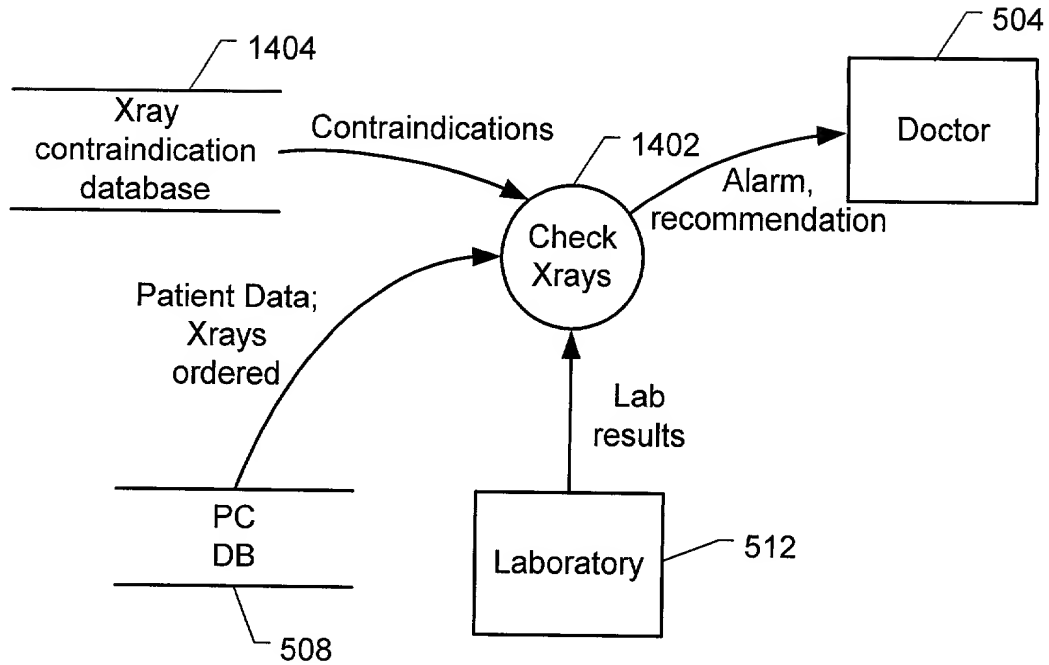 1404
504
Xray
contraindication
database
Contraindications
1402
Doctor
Alarm,
recommendation
Check
Xrays
Patient Data;
Xrays
ordered
Lab
results
PC
DB
Laboratory
512
508